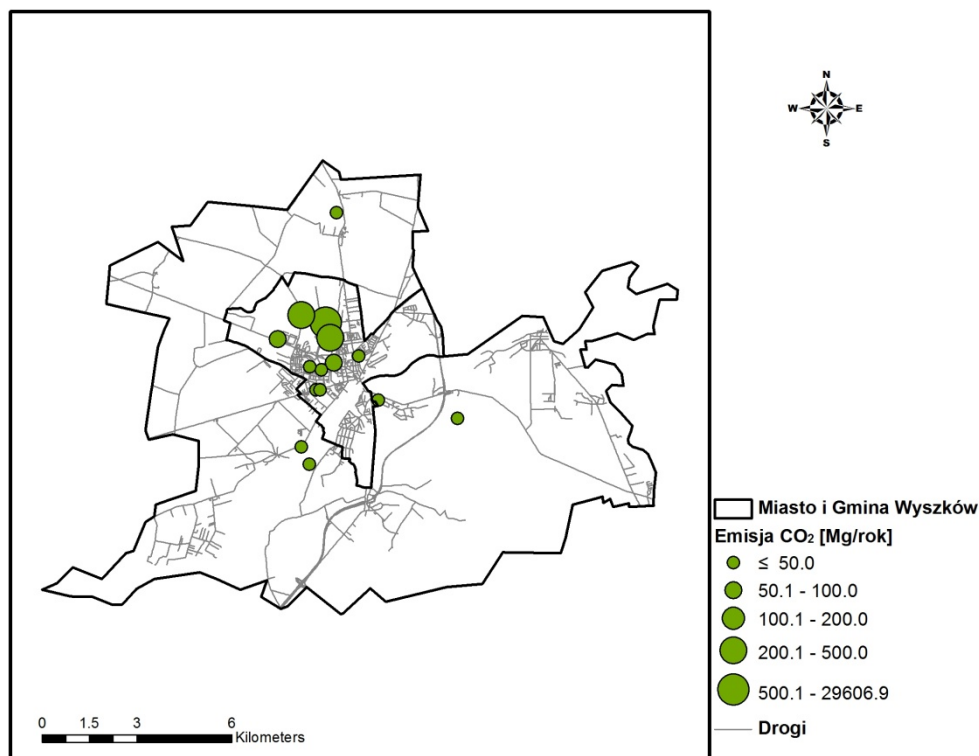 N
W E
S
Miasto i Gmina Wyszków
Emisja CO₂ [Mg/rok]
≤ 50.0
50.1 - 100.0
100.1 - 200.0
200.1 - 500.0
500.1 - 29606.9
Drogi
0 1.5 3 6
Kilometers